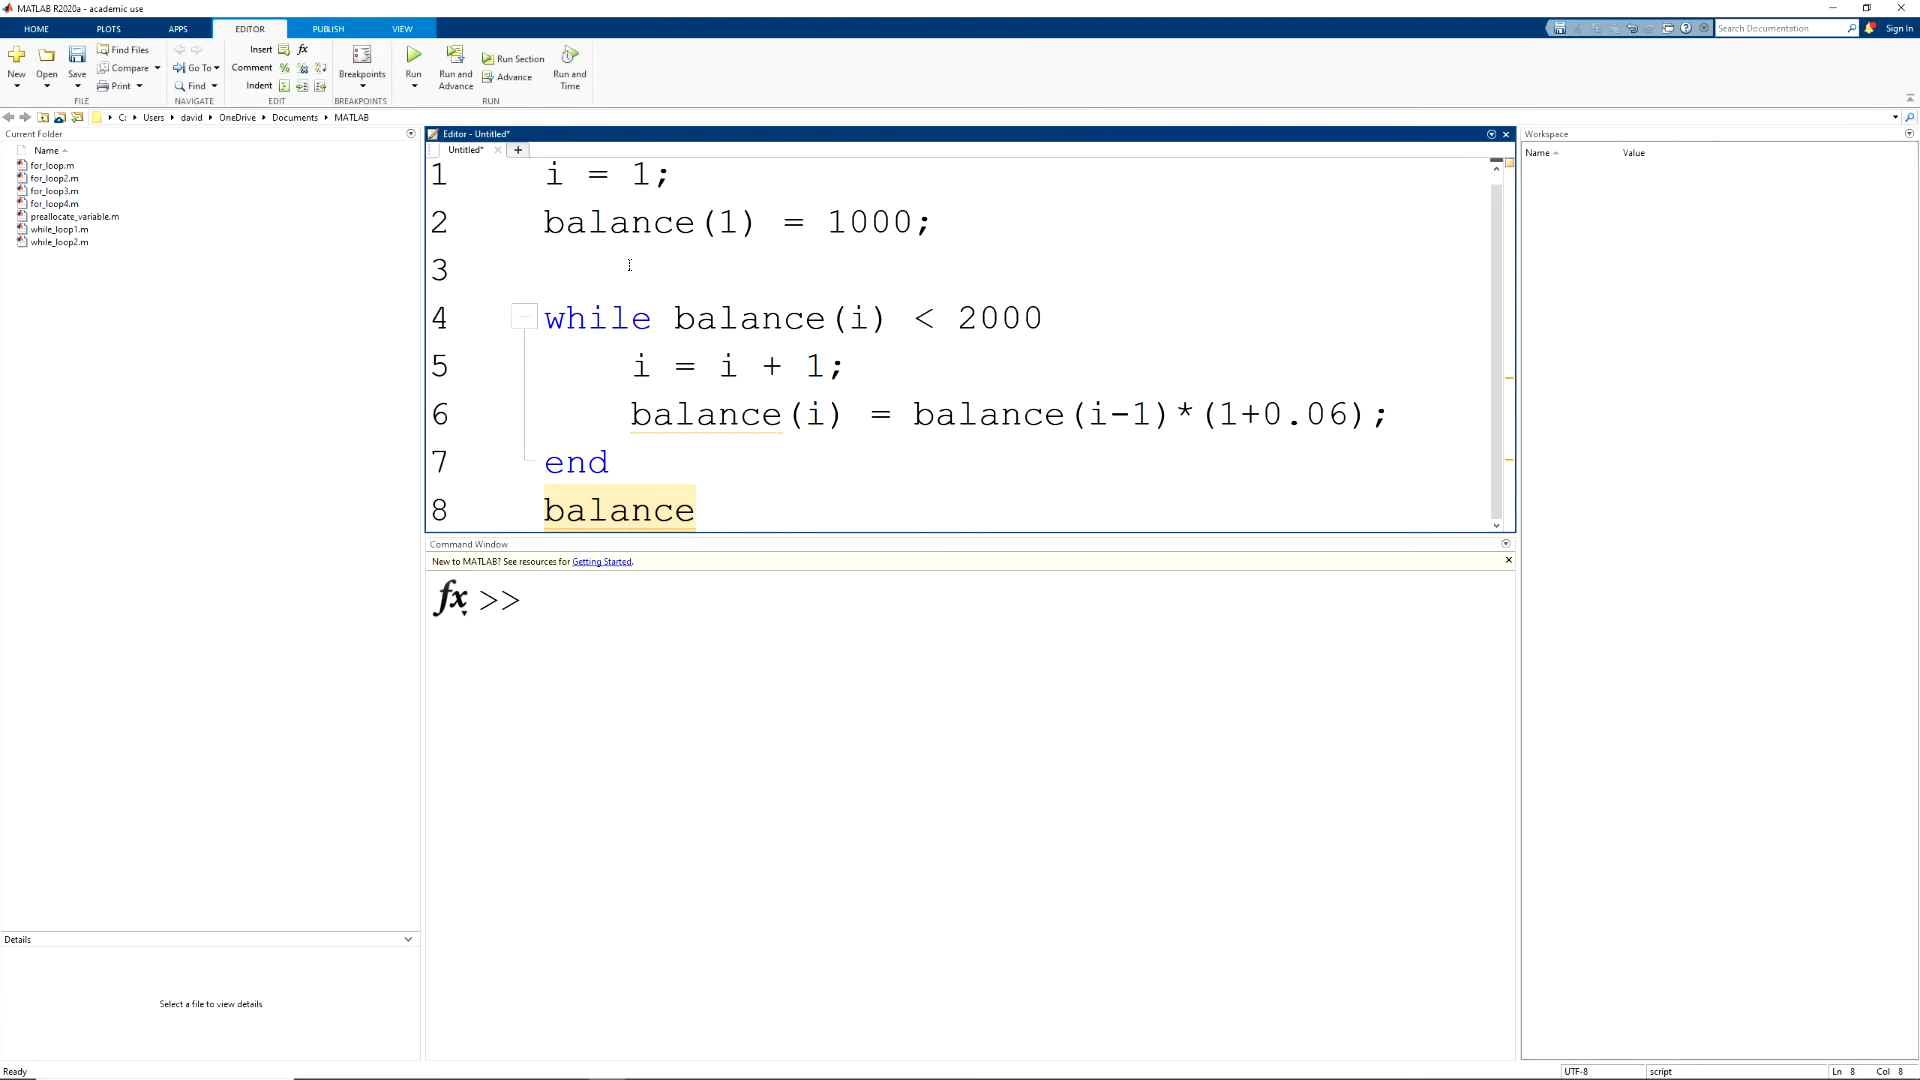 MATLAB R2020a - academic use
HOME PLOTS APPS EDITOR PUBLISH VIEW Search Documentation Sign In
New Open Save Find Files Compare Print
FILE
Go To Find
NAVIGATE
Insert fx
Comment
Indent
EDIT
Breakpoints
BREAKPOINTS
Run Run and Advance Run Section Advance Run and Time
RUN
C: Users david OneDrive Documents MATLAB
Current Folder
Name
for_loop.m
for_loop2.m
for_loop3.m
for_loop4.m
preallocate_variable.m
while_loop1.m
while_loop2.m
Details
Select a file to view details
Editor - Untitled*
Untitled* +
1 i = 1;
2 balance(1) = 1000;
3
4 while balance(i) < 2000
5 i = i + 1;
6 balance(i) = balance(i-1)*(1+0.06);
7 end
8 balance
Command Window
New to MATLAB? See resources for Getting Started.
fx >>
Workspace
Name Value
Ready UTF-8 script Ln 8 Col 8